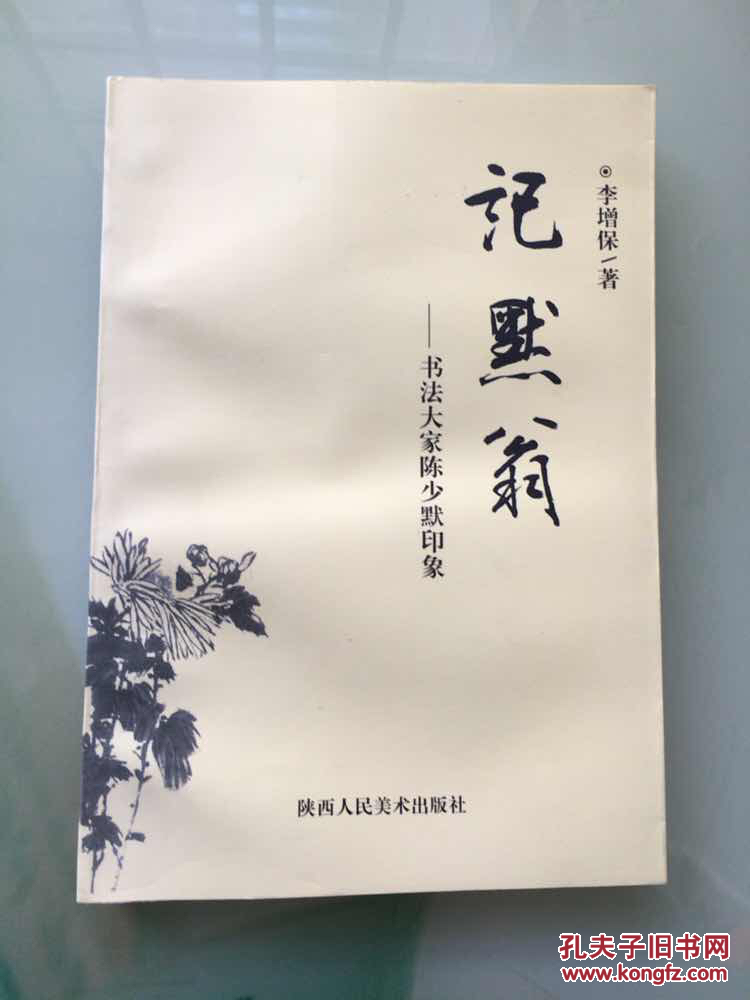 ⊙李增保/著
记默翁
——书法大家陈少默印象
陕西人民美术出版社
孔夫子旧书网
www.kongfz.com